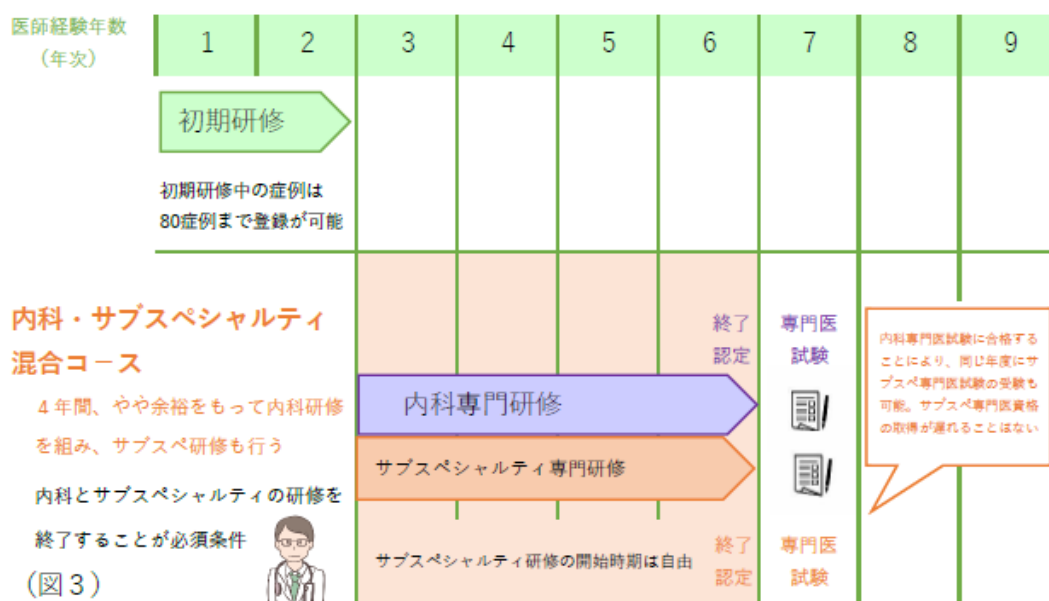 医師経験年数
(年次)
1 2 3 4 5 6 7 8 9
初期研修
初期研修中の症例は
80症例まで登録が可能
内科・サブスペシャルティ
混合コース
4年間、やや余裕をもって内科研修
を組み、サブスペ研修も行う
内科とサブスペシャルティの研修を
終了することが必須条件
(図3)
終了
認定
専門医
試験
内科専門研修
サブスペシャルティ専門研修
サブスペシャルティ研修の開始時期は自由
終了
認定
専門医
試験
内科専門医試験に合格する
ことにより、同じ年度にサ
ブスペ専門医試験の受験も
可能。サブスペ専門医資格
の取得が遅れることはない